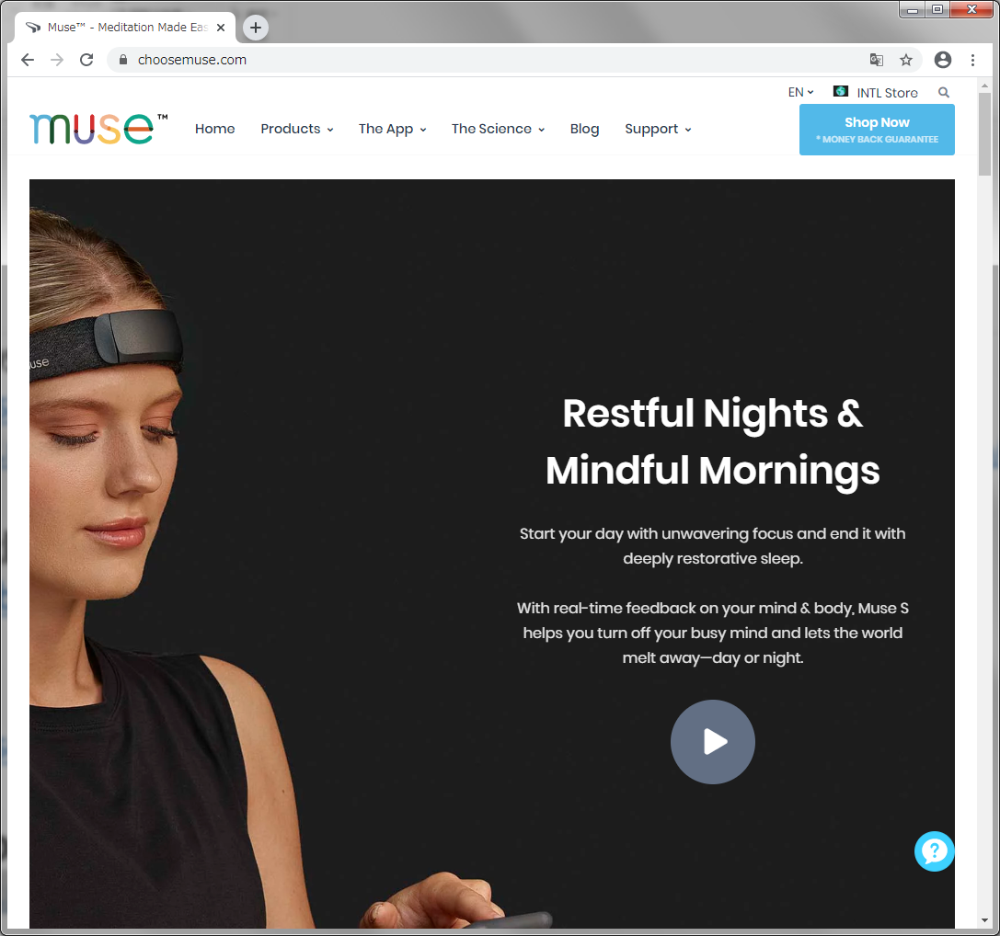 Muse™ - Meditation Made Eas
choosemuse.com
EN
INTL Store
muse™
Home
Products
The App
The Science
Blog
Support
Shop Now
* MONEY BACK GUARANTEE
use
Restful Nights &
Mindful Mornings
Start your day with unwavering focus and end it with
deeply restorative sleep.
With real-time feedback on your mind & body, Muse S
helps you turn off your busy mind and lets the world
melt away—day or night.